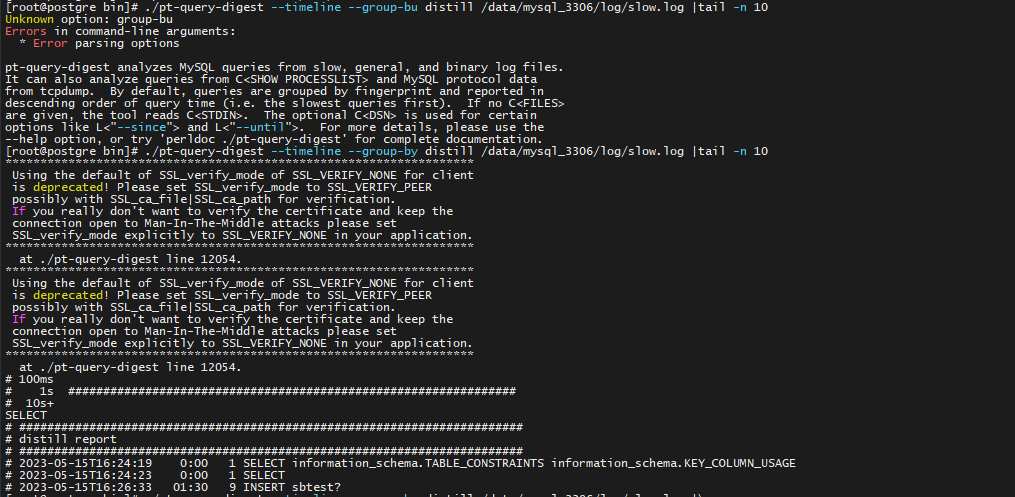 [root@postgre bin]# ./pt-query-digest --timeline --group-bu distill /data/mysql_3306/log/slow.log |tail -n 10
Unknown option: group-bu
Errors in command-line arguments:
  * Error parsing options

pt-query-digest analyzes MySQL queries from slow, general, and binary log files.
It can also analyze queries from C<SHOW PROCESSLIST> and MySQL protocol data
from tcpdump.  By default, queries are grouped by fingerprint and reported in
descending order of query time (i.e. the slowest queries first).  If no C<FILES>
are given, the tool reads C<STDIN>.  The optional C<DSN> is used for certain
options like L<"--since"> and L<"--until">.  For more details, please use the
--help option, or try 'perldoc ./pt-query-digest' for complete documentation.
[root@postgre bin]# ./pt-query-digest --timeline --group-by distill /data/mysql_3306/log/slow.log |tail -n 10
*******************************************************************
 Using the default of SSL_verify_mode of SSL_VERIFY_NONE for client
 is deprecated! Please set SSL_verify_mode to SSL_VERIFY_PEER
 possibly with SSL_ca_file|SSL_ca_path for verification.
 If you really don't want to verify the certificate and keep the
 connection open to Man-In-The-Middle attacks please set
 SSL_verify_mode explicitly to SSL_VERIFY_NONE in your application.
*******************************************************************
  at ./pt-query-digest line 12054.
*******************************************************************
 Using the default of SSL_verify_mode of SSL_VERIFY_NONE for client
 is deprecated! Please set SSL_verify_mode to SSL_VERIFY_PEER
 possibly with SSL_ca_file|SSL_ca_path for verification.
 If you really don't want to verify the certificate and keep the
 connection open to Man-In-The-Middle attacks please set
 SSL_verify_mode explicitly to SSL_VERIFY_NONE in your application.
*******************************************************************
  at ./pt-query-digest line 12054.
# 100ms
#    1s  ################################################################
#  10s+
SELECT
# ########################################################################
# distill report
# ########################################################################
# 2023-05-15T16:24:19    0:00   1 SELECT information_schema.TABLE_CONSTRAINTS information_schema.KEY_COLUMN_USAGE
# 2023-05-15T16:24:23    0:00   1 SELECT
# 2023-05-15T16:26:33   01:30   9 INSERT sbtest?